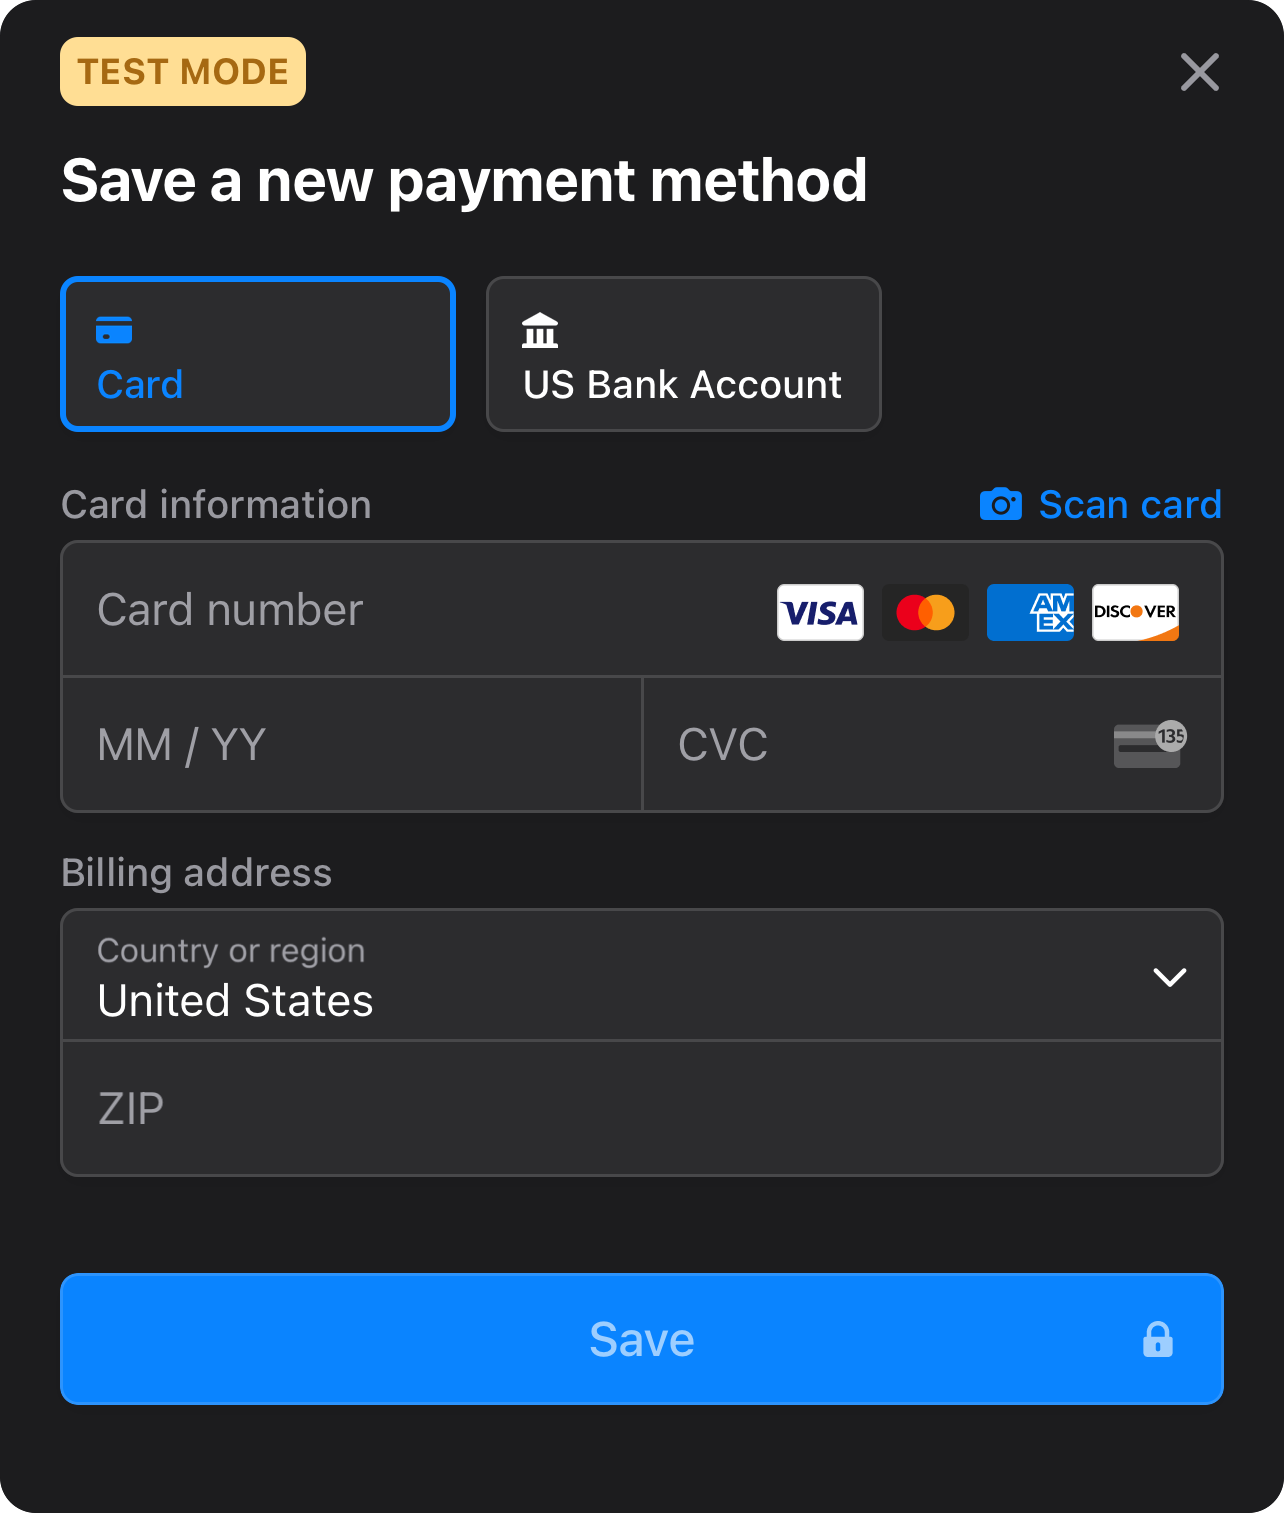 TEST MODE
Save a new payment method
Card
US Bank Account
Card information
Scan card
Card number
VISA
AM
EX
DISCOVER
MM / YY
CVC
135
Billing address
Country or region
United States
ZIP
Save